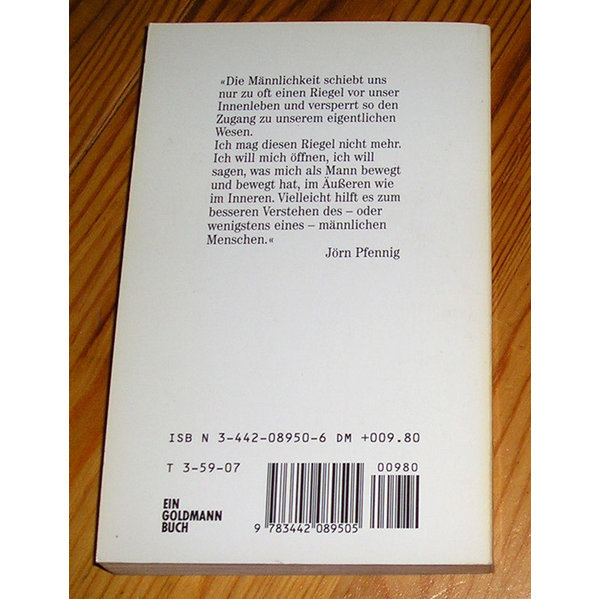 «Die Männlichkeit schiebt uns
nur zu oft einen Riegel vor unser
Innenleben und versperrt so den
Zugang zu unserem eigentlichen
Wesen.
Ich mag diesen Riegel nicht mehr.
Ich will mich öffnen, ich will
sagen, was mich als Mann bewegt
und bewegt hat, im Äußeren wie
im Inneren. Vielleicht hilft es zum
besseren Verstehen des – oder
wenigstens eines – männlichen
Menschen.«
Jörn Pfennig
ISB N 3-442-08950-6 DM +009.80
T 3-59-07
00980
EIN
GOLDMANN
BUCH
9 783442 089505